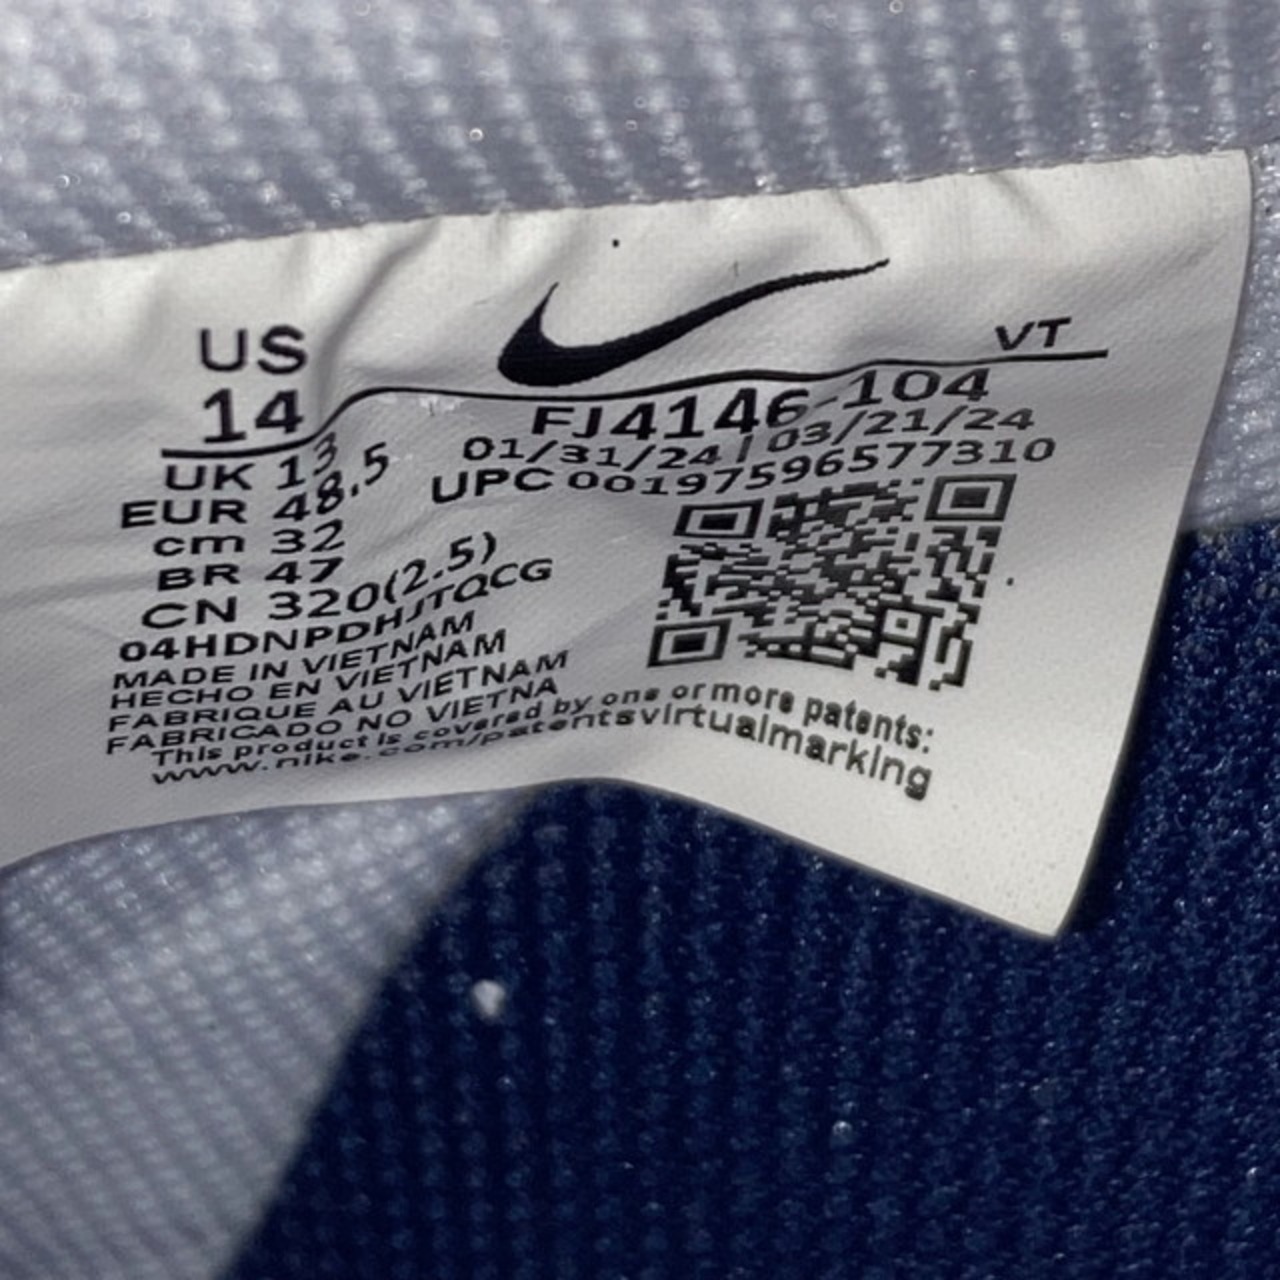 US
14
UK 13
EUR 48.5
cm 32
BR 47
CN 320(2.5)
04HDNPDHJTQCG
MADE IN VIETNAM
HECHO EN VIETNAM
FABRIQUE AU VIETNAM
FABRICADO NO VIETNA
VT
FJ4146-104
01/31/24 | 03/21/24
UPC 00197596577310
This product is covered by one or more patents:
www.nike.com/patentsvirtualmarking